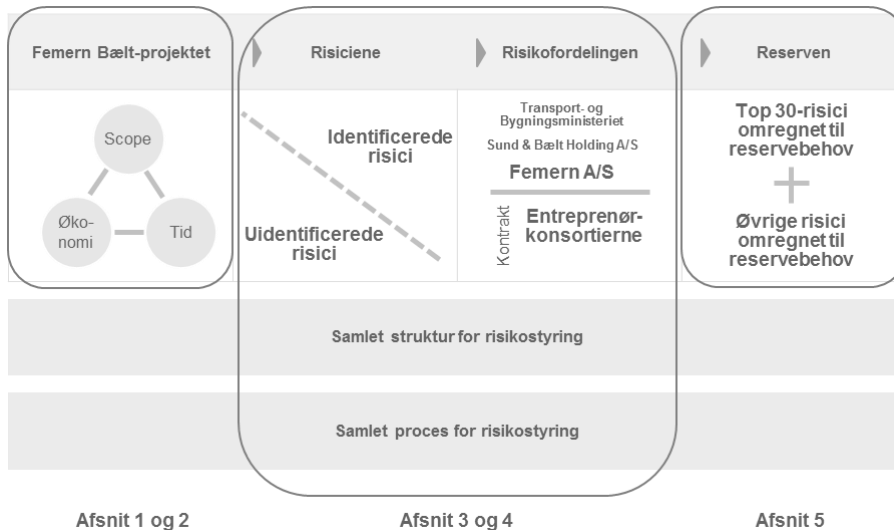 Femern Bælt-projektet
Risiciene
Risikofordelingen
Reserven
Scope
Øko-
nomi
Tid
Identificerede
risici
Uidentificerede
risici
Transport- og
Bygningsministeriet
Sund & Bælt Holding A/S
Femern A/S
Kontrakt
Entreprenør-
konsortierne
Top 30-risici
omregnet til
reservebehov
Øvrige risici
omregnet til
reservebehov
Samlet struktur for risikostyring
Samlet proces for risikostyring
Afsnit 1 og 2
Afsnit 3 og 4
Afsnit 5